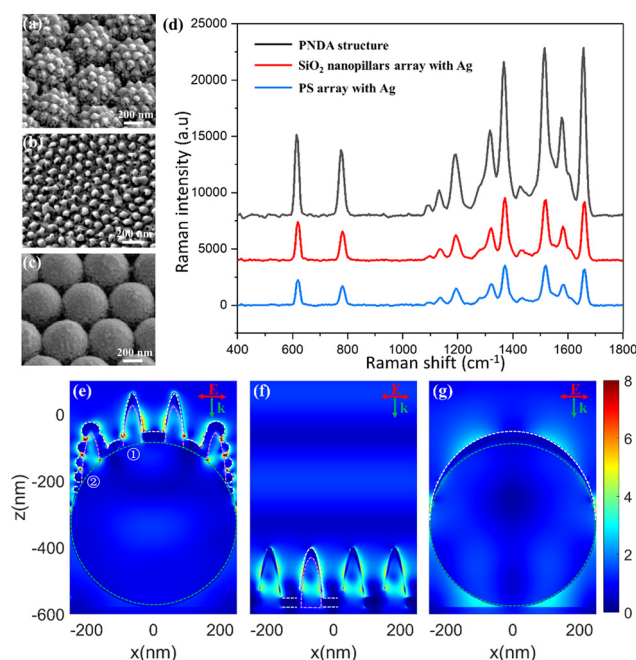 (a)
200 nm
(b)
200 nm
(c)
200 nm
(d)
PNDA structure
SiO₂ nanopillars array with Ag
PS array with Ag
Raman intensity (a.u)
25000
20000
15000
10000
5000
0
400 600 800 1000 1200 1400 1600 1800
Raman shift (cm⁻¹)
(e) E k
(f) E k
(g) E k
①
②
z(nm)
0
-200
-400
-600
-200 0 200
x(nm)
-200 0 200
x(nm)
-200 0 200
x(nm)
8
6
4
2
0